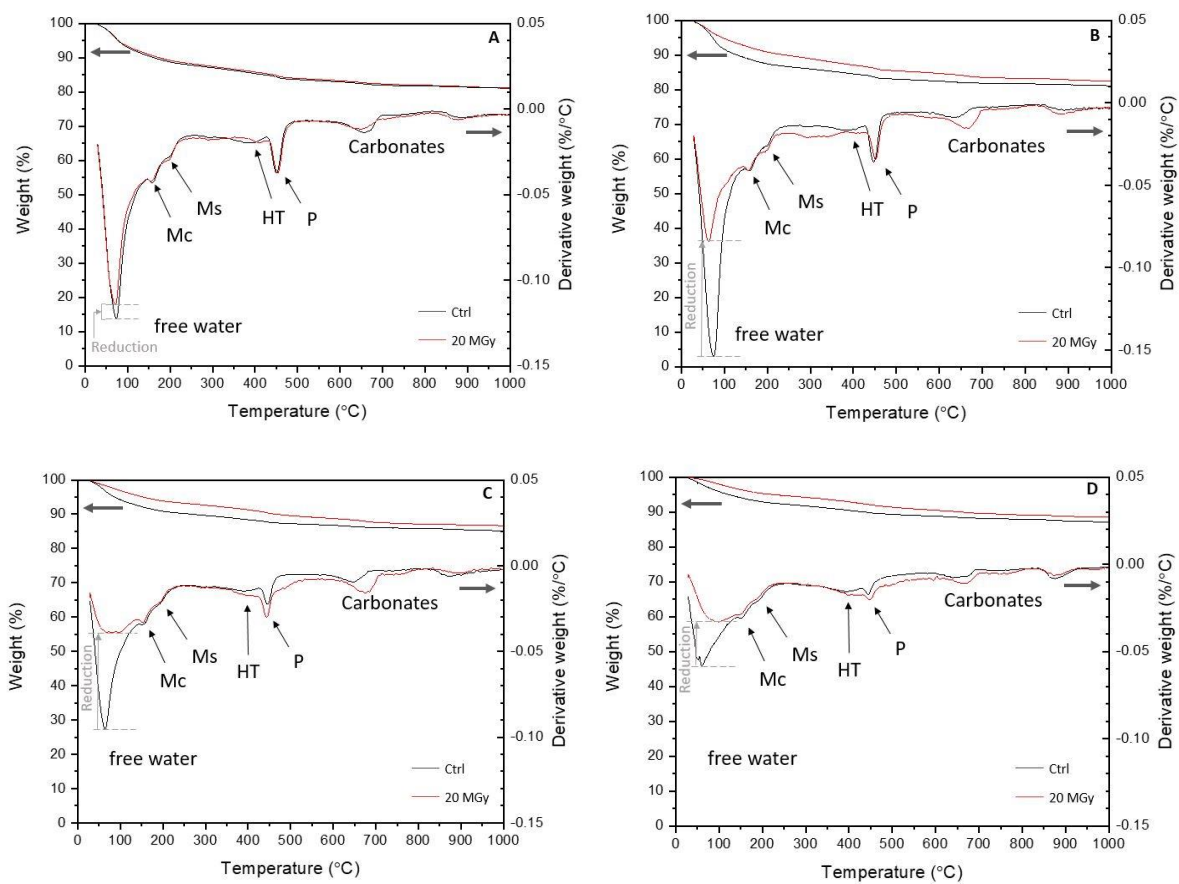 A
Weight (%)
Derivative weight (%/°C)
Temperature (°C)
100
90
80
70
60
50
40
30
20
10
0
0.05
0.00
-0.05
-0.10
-0.15
0 100 200 300 400 500 600 700 800 900 1000
Carbonates
Ms
Mc
HT
P
free water
Reduction
Ctrl
20 MGy
B
Weight (%)
Derivative weight (%/°C)
Temperature (°C)
100
90
80
70
60
50
40
30
20
10
0
0.05
0.00
-0.05
-0.10
-0.15
0 100 200 300 400 500 600 700 800 900 1000
Carbonates
Ms
Mc
HT
P
free water
Reduction
Ctrl
20 MGy
C
Weight (%)
Derivative weight (%/°C)
Temperature (°C)
100
90
80
70
60
50
40
30
20
10
0
0.05
0.00
-0.05
-0.10
-0.15
0 100 200 300 400 500 600 700 800 900 1000
Carbonates
Ms
Mc
HT
P
free water
Reduction
Ctrl
20 MGy
D
Weight (%)
Derivative weight (%/°C)
Temperature (°C)
100
90
80
70
60
50
40
30
20
10
0
0.05
0.00
-0.05
-0.10
-0.15
0 100 200 300 400 500 600 700 800 900 1000
Carbonates
Ms
Mc
HT
P
free water
Reduction
Ctrl
20 MGy